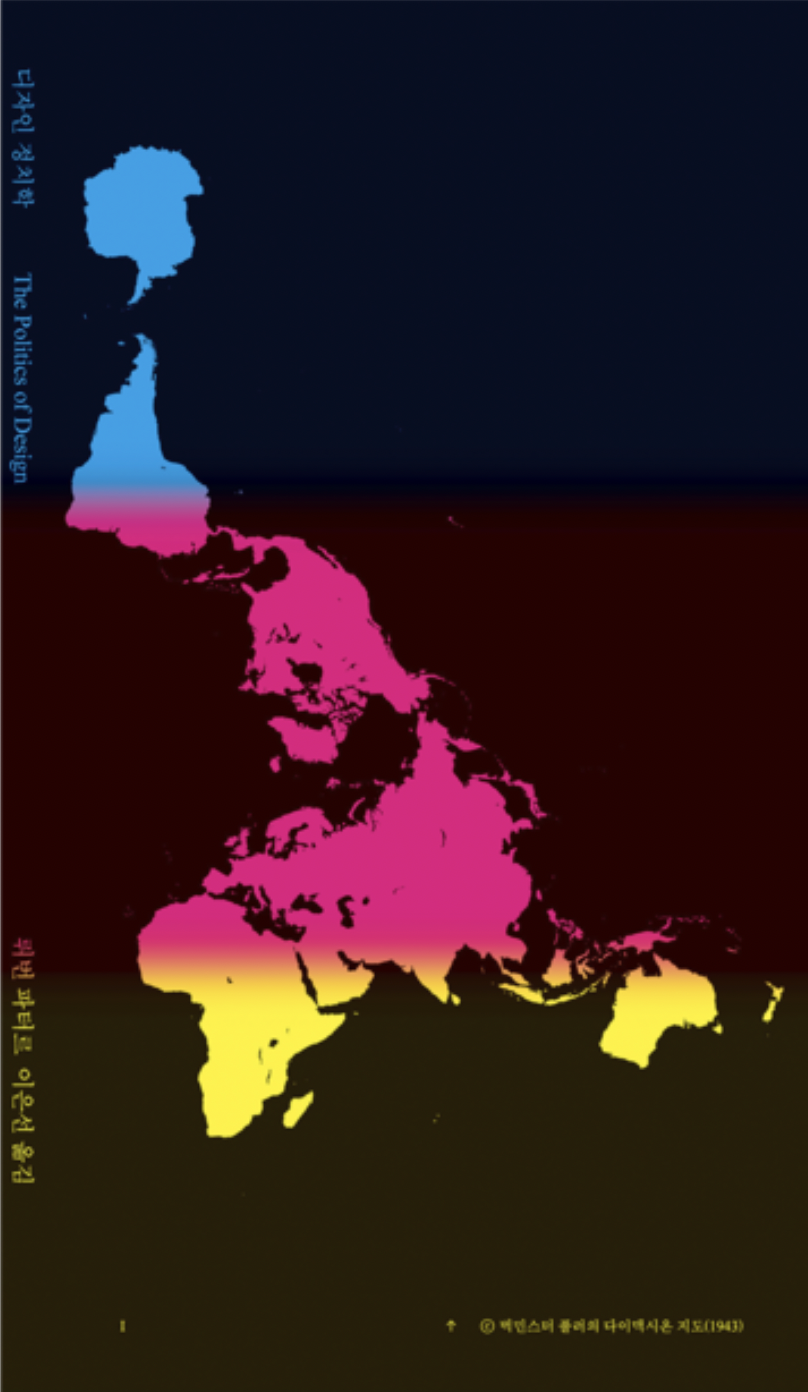 디자인 정치학
The Politics of Design
뤼번 파터르 이은선 옮김
I
↑ ⓒ 벅민스터 풀러의 다이맥시온 지도(1943)